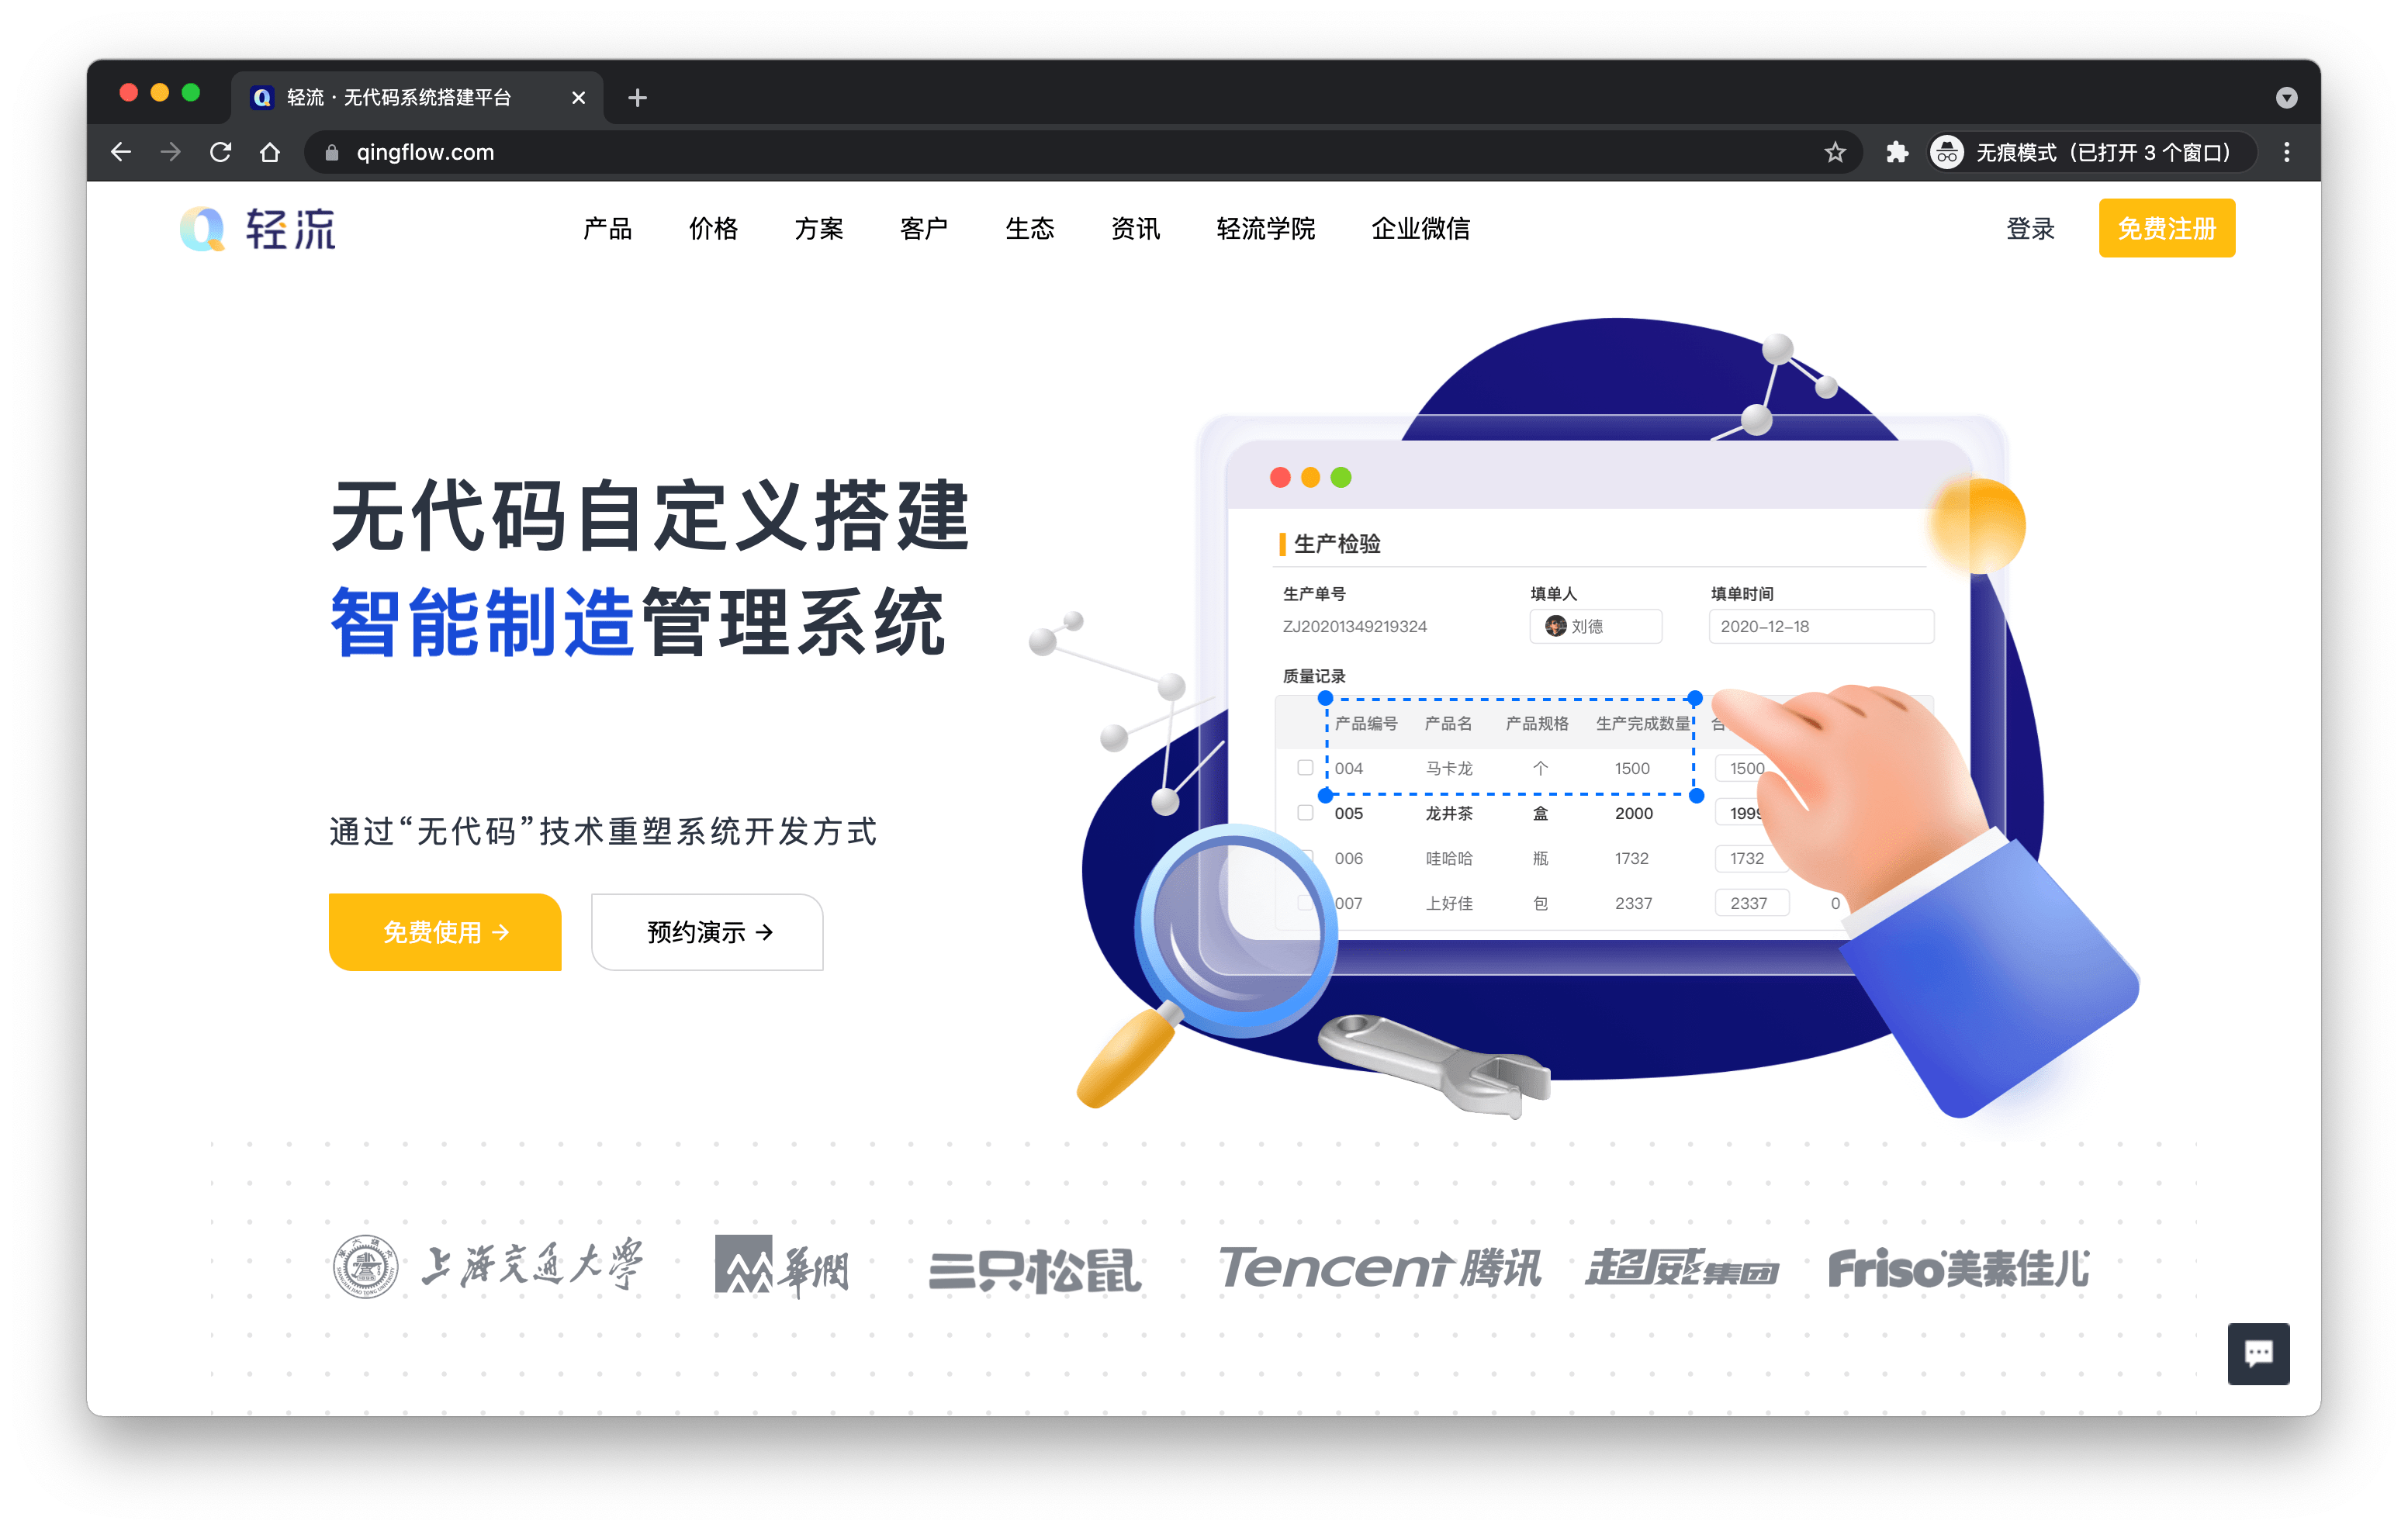 轻流 · 无代码系统搭建平台
qingflow.com
无痕模式（已打开 3 个窗口）
轻流 产品 价格 方案 客户 生态 资讯 轻流学院 企业微信 登录 免费注册
无代码自定义搭建
智能制造管理系统
通过“无代码”技术重塑系统开发方式
免费使用 →
预约演示 →
生产检验
生产单号 填单人 填单时间
ZJ20201349219324 刘德 2020-12-18
质量记录
产品编号 产品名 产品规格 生产完成数量
004 马卡龙 个 1500 1500
005 龙井茶 盒 2000 1999
006 哇哈哈 瓶 1732 1732
007 上好佳 包 2337 2337 0
上海交通大学 華潤 三只松鼠 Tencent 腾讯 超威集团 Friso 美素佳儿